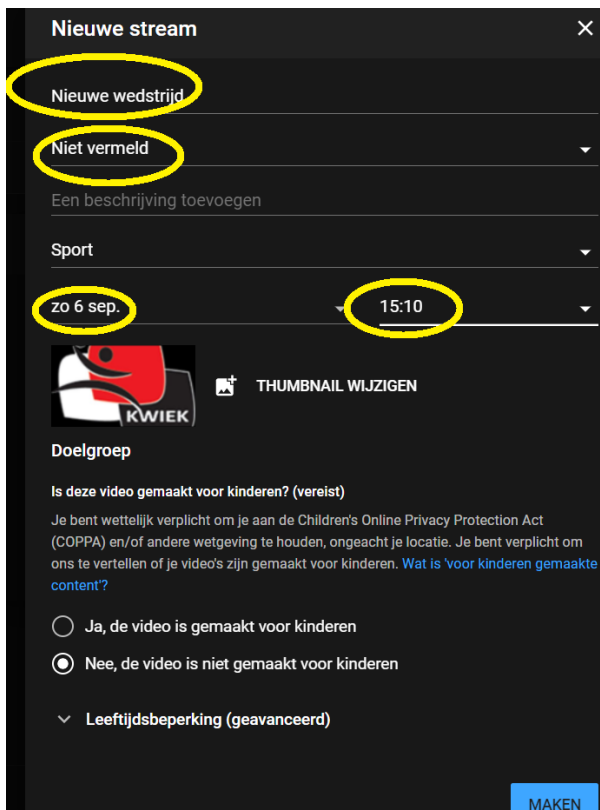 Nieuwe stream
Nieuwe wedstrijd
Niet vermeld
Een beschrijving toevoegen
Sport
zo 6 sep.
15:10
KWIEK
THUMBNAIL WIJZIGEN
Doelgroep
Is deze video gemaakt voor kinderen? (vereist)
Je bent wettelijk verplicht om je aan de Children's Online Privacy Protection Act
(COPPA) en/of andere wetgeving te houden, ongeacht je locatie. Je bent verplicht om
ons te vertellen of je video's zijn gemaakt voor kinderen. Wat is 'voor kinderen gemaakte
content'?
Ja, de video is gemaakt voor kinderen
Nee, de video is niet gemaakt voor kinderen
Leeftijdsbeperking (geavanceerd)
MAKEN